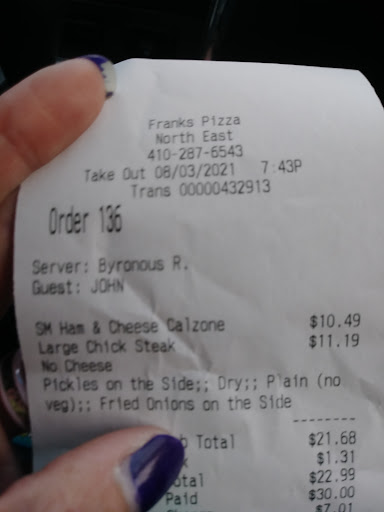 Franks Pizza
North East
410-287-6543
Take Out 08/03/2021 7:43P
Trans 00000432913
Order 136
Server: Byronous R.
Guest: JOHN
SM Ham & Cheese Calzone $10.49
Large Chick Steak $11.19
No Cheese
Pickles on the Side;; Dry;; Plain (no
veg);; Fried Onions on the Side
--------
b Total $21.68
x $1.31
otal $22.99
Paid $30.00
$7.01